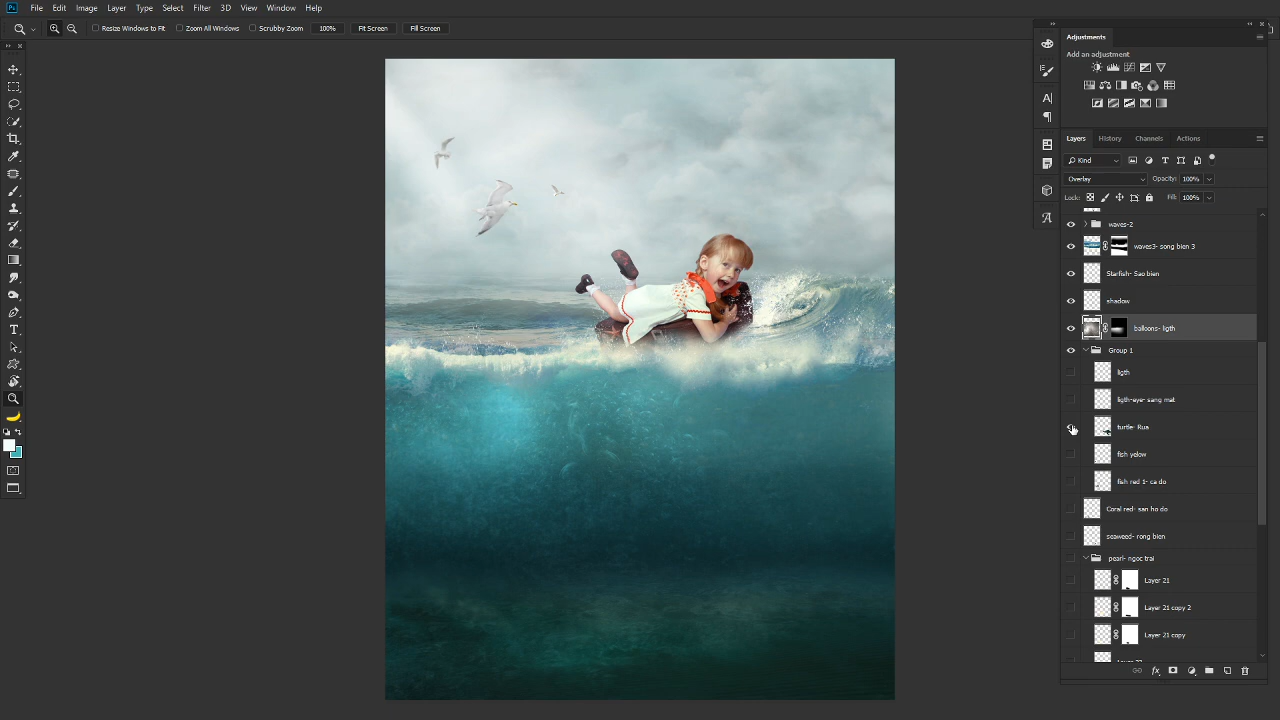 Ps File Edit Image Layer Type Select Filter 3D View Window Help
Resize Windows to Fit Zoom All Windows Scrubby Zoom 100% Fit Screen Fill Screen
Adjustments
Add an adjustment
Layers History Channels Actions
Kind
Overlay Opacity: 100%
Lock: Fill: 100%
waves-2
waves3- song bien 3
Starfish- Sao bien
shadow
balloons- ligth
Group 1
ligth
ligth-eye- sang mat
turtle- Rua
fish yelow
fish red 1- ca do
Coral red- san ho do
seaweed- rong bien
pearl- ngoc trai
Layer 21
Layer 21 copy 2
Layer 21 copy